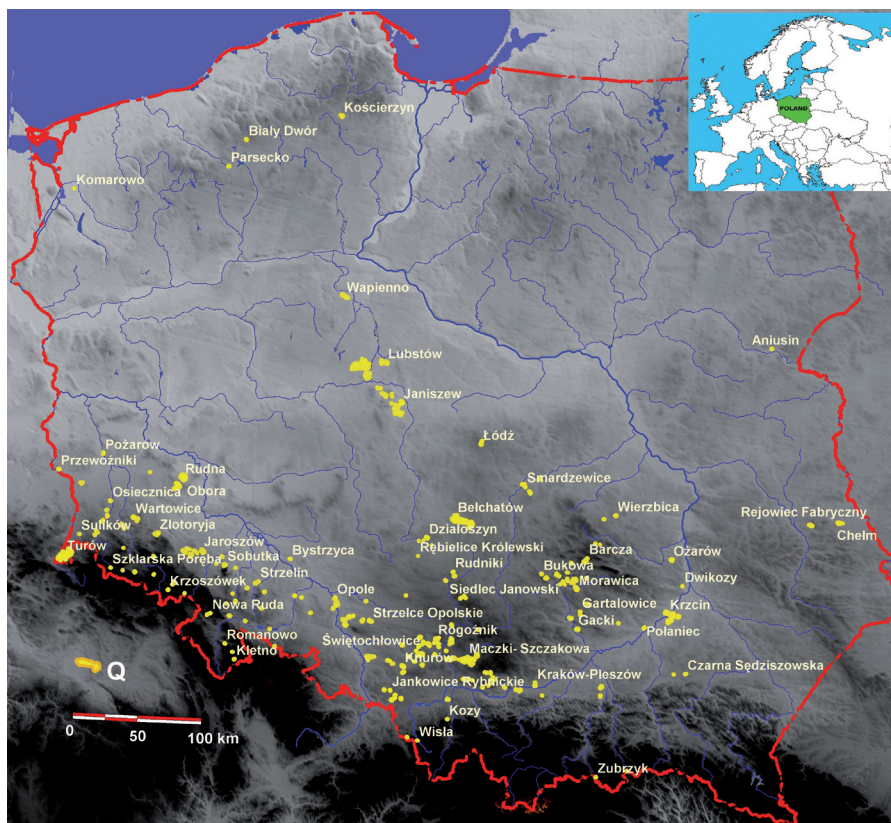 POLAND
Kościerzyn
Biały Dwór
Parsecko
Komarowo
Wapienno
Aniusin
Lubstów
Janiszew
Łódź
Pożarów
Przewoźniki
Rudna
Smardzewice
Osiecznica
Obora
Wartowice
Bełchatów
Wierzbica
Rejowiec Fabryczny
Sulików
Złotoryja
Działoszyn
Chełm
Turów
Jaroszów
Bystrzyca
Rębielice Królewski
Barcza
Ożarów
Szklarska Poręba
Sobutka
Rudniki
Bukowa
Krzoszówek
Strzelin
Opole
Siedlec Janowski
Morawica
Dwikozy
Nowa Ruda
Strzelce Opolskie
Gartalowice
Krzcin
Romanowo
Świętochłowice
Rogoźnik
Gacki
Połaniec
Kletno
Knurów
Maczki- Szczakowa
Q
Jankowice Rybnickie
Kraków-Pleszów
Czarna Sędziszowska
Kozy
0 50 100 km
Wisła
Zubrzyk